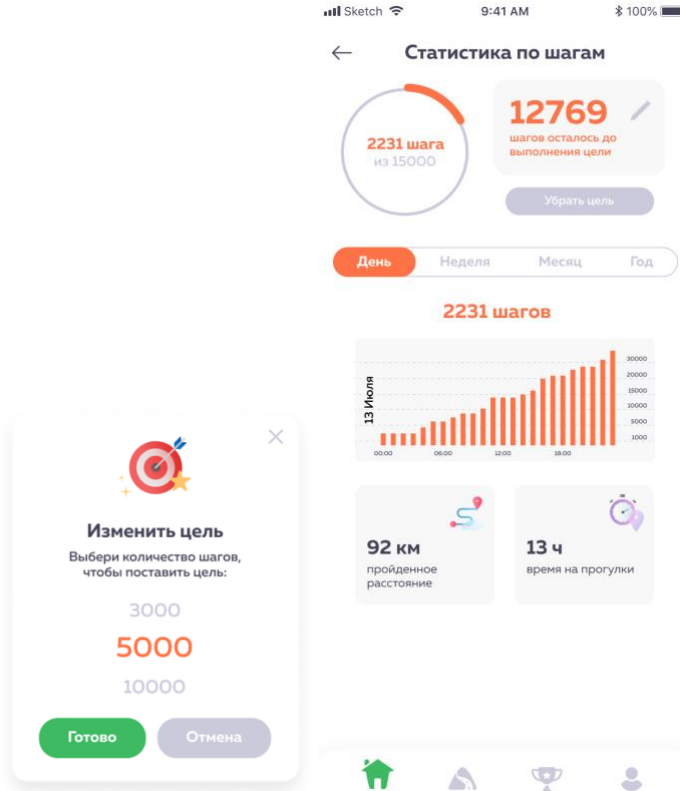 Sketch 9:41 AM 100%
Статистика по шагам
2231 шага
из 15000
12769
шагов осталось до
выполнения цели
Убрать цель
День Неделя Месяц Год
2231 шагов
13 Июля
30000
20000
15000
10000
5000
1000
00:00 06:00 12:00 18:00
92 км
пройденное
расстояние
13 ч
время на прогулки
Изменить цель
Выбери количество шагов,
чтобы поставить цель:
3000
5000
10000
Готово Отмена